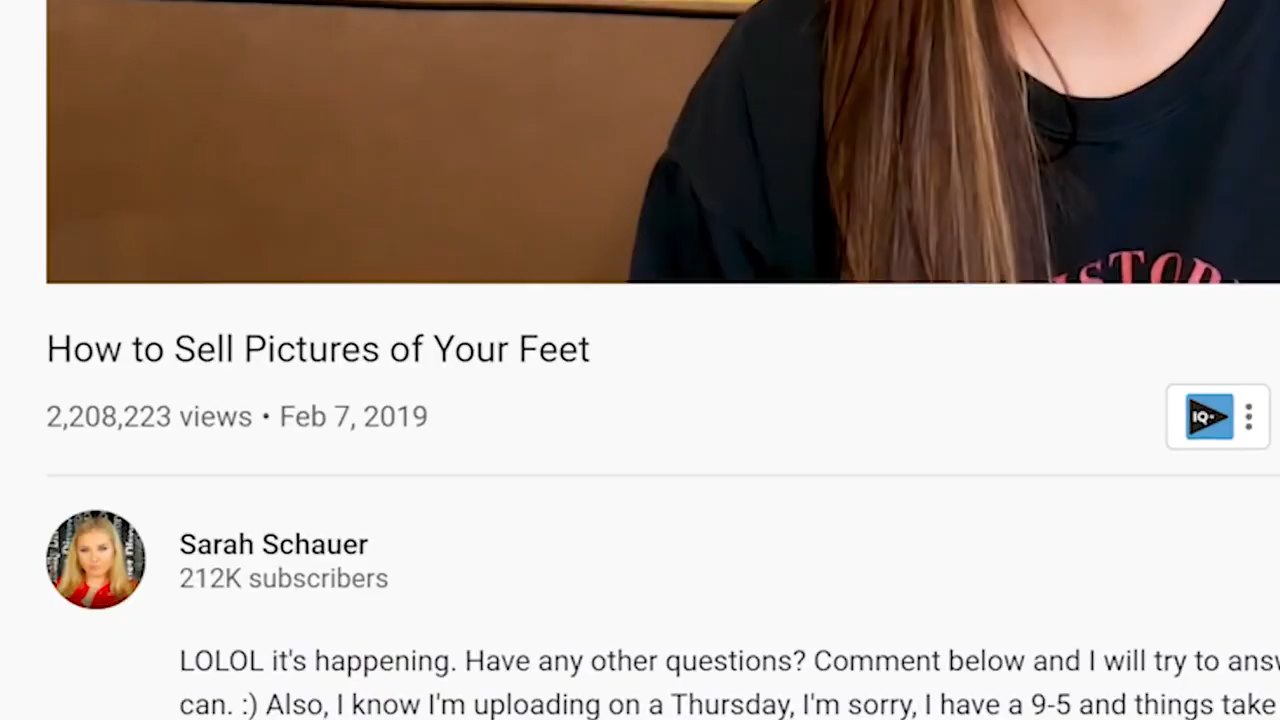 How to Sell Pictures of Your Feet
2,208,223 views • Feb 7, 2019
IQ
Sarah Schauer
212K subscribers
LOLOL it's happening. Have any other questions? Comment below and I will try to
can. :) Also, I know I'm uploading on a Thursday, I'm sorry, I have a 9-5 and things take